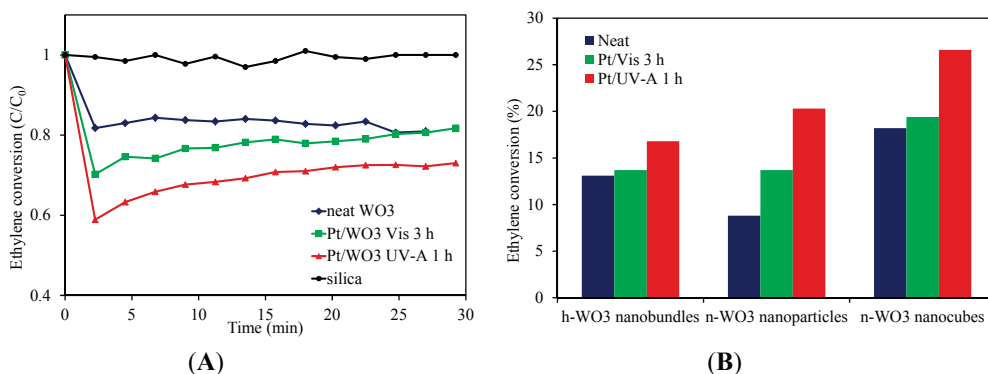 Ethylene conversion (C/C₀)
1
0.8
0.6
0.4
neat WO3
Pt/WO3 Vis 3 h
Pt/WO3 UV-A 1 h
silica
0 5 10 15 20 25 30
Time (min)
(A)
Ethylene conversion (%)
30
25
20
15
10
5
0
Neat
Pt/Vis 3 h
Pt/UV-A 1 h
h-WO3 nanobundles n-WO3 nanoparticles n-WO3 nanocubes
(B)